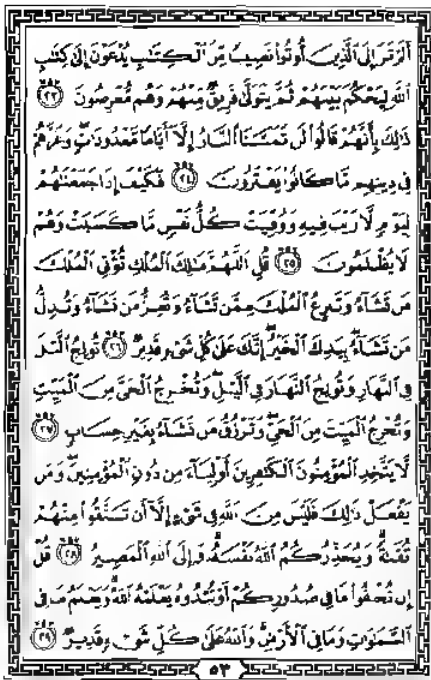 أَلَمْ تَرَ إِلَى الَّذِينَ أُوتُوا نَصِيبًا مِّنَ الْكِتَابِ يُدْعَوْنَ إِلَىٰ كِتَابِ
اللَّهِ لِيَحْكُمَ بَيْنَهُمْ ثُمَّ يَتَوَلَّىٰ فَرِيقٌ مِّنْهُمْ وَهُم مُّعْرِضُونَ ٢٣
ذَٰلِكَ بِأَنَّهُمْ قَالُوا لَن تَمَسَّنَا النَّارُ إِلَّا أَيَّامًا مَّعْدُودَاتٍ وَغَرَّهُمْ
فِي دِينِهِم مَّا كَانُوا يَفْتَرُونَ ٢٤ فَكَيْفَ إِذَا جَمَعْنَاهُمْ
لِيَوْمٍ لَّا رَيْبَ فِيهِ وَوُفِّيَتْ كُلُّ نَفْسٍ مَّا كَسَبَتْ وَهُمْ
لَا يُظْلَمُونَ ٢٥ قُلِ اللَّهُمَّ مَالِكَ الْمُلْكِ تُؤْتِي الْمُلْكَ
مَن تَشَاءُ وَتَنزِعُ الْمُلْكَ مِمَّن تَشَاءُ وَتُعِزُّ مَن تَشَاءُ وَتُذِلُّ
مَن تَشَاءُ بِيَدِكَ الْخَيْرُ إِنَّكَ عَلَىٰ كُلِّ شَيْءٍ قَدِيرٌ ٢٦ تُولِجُ اللَّيْلَ
فِي النَّهَارِ وَتُولِجُ النَّهَارَ فِي اللَّيْلِ وَتُخْرِجُ الْحَيَّ مِنَ الْمَيِّتِ
وَتُخْرِجُ الْمَيِّتَ مِنَ الْحَيِّ وَتَرْزُقُ مَن تَشَاءُ بِغَيْرِ حِسَابٍ ٢٧
لَّا يَتَّخِذِ الْمُؤْمِنُونَ الْكَافِرِينَ أَوْلِيَاءَ مِن دُونِ الْمُؤْمِنِينَ وَمَن
يَفْعَلْ ذَٰلِكَ فَلَيْسَ مِنَ اللَّهِ فِي شَيْءٍ إِلَّا أَن تَتَّقُوا مِنْهُمْ
تُقَاةً وَيُحَذِّرُكُمُ اللَّهُ نَفْسَهُ وَإِلَى اللَّهِ الْمَصِيرُ ٢٨ قُلْ
إِن تُخْفُوا مَا فِي صُدُورِكُمْ أَوْ تُبْدُوهُ يَعْلَمْهُ اللَّهُ وَيَعْلَمُ مَا فِي
السَّمَاوَاتِ وَمَا فِي الْأَرْضِ وَاللَّهُ عَلَىٰ كُلِّ شَيْءٍ قَدِيرٌ ٢٩
٥٣